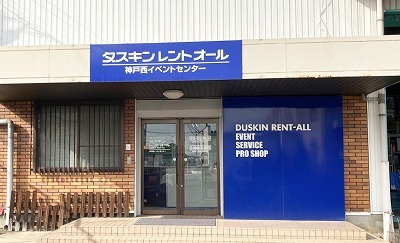 ダスキン レントオール
神戸西イベントセンター
DUSKIN RENT-ALL
EVENT
SERVICE
PRO SHOP